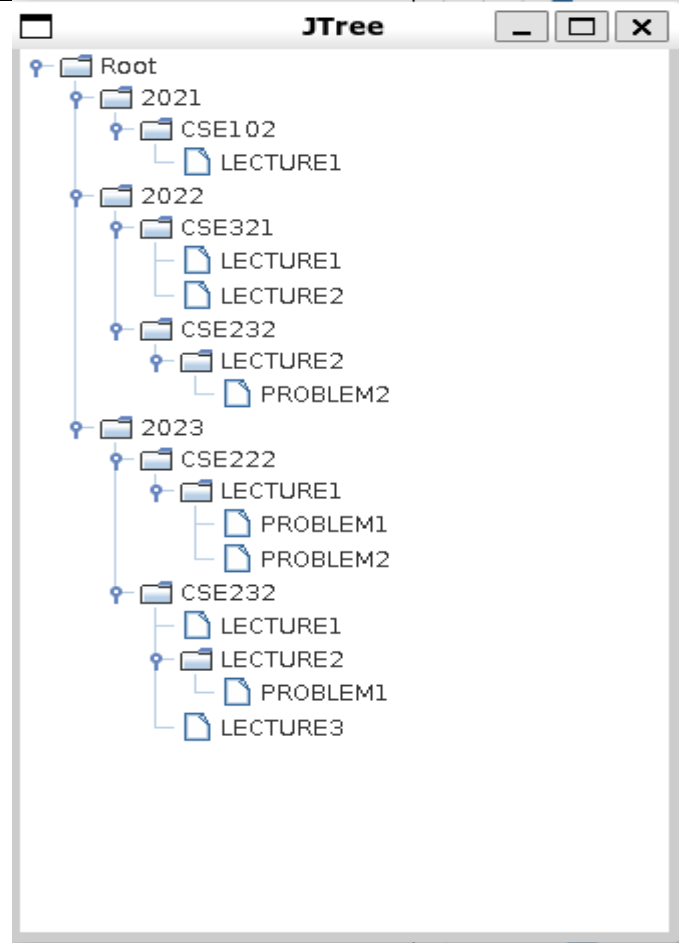 JTree
Root
2021
CSE102
LECTURE1
2022
CSE321
LECTURE1
LECTURE2
CSE232
LECTURE2
PROBLEM2
2023
CSE222
LECTURE1
PROBLEM1
PROBLEM2
CSE232
LECTURE1
LECTURE2
PROBLEM1
LECTURE3